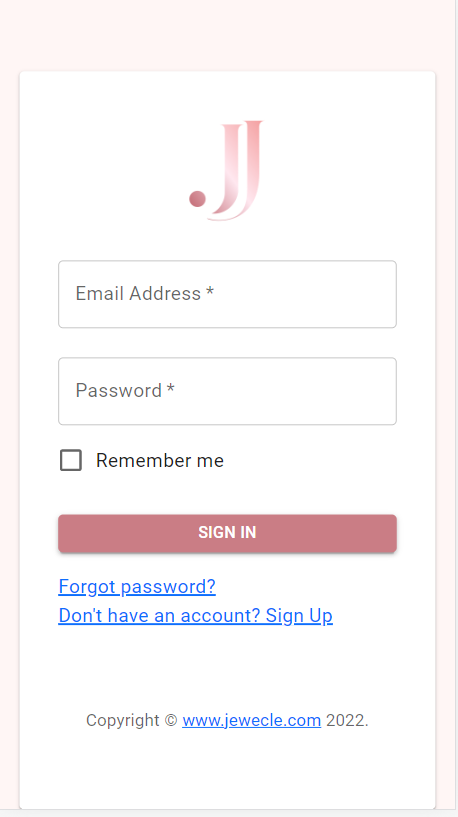 JJ
Email Address *
Password *
Remember me
SIGN IN
Forgot password?
Don't have an account? Sign Up
Copyright © www.jewecle.com 2022.